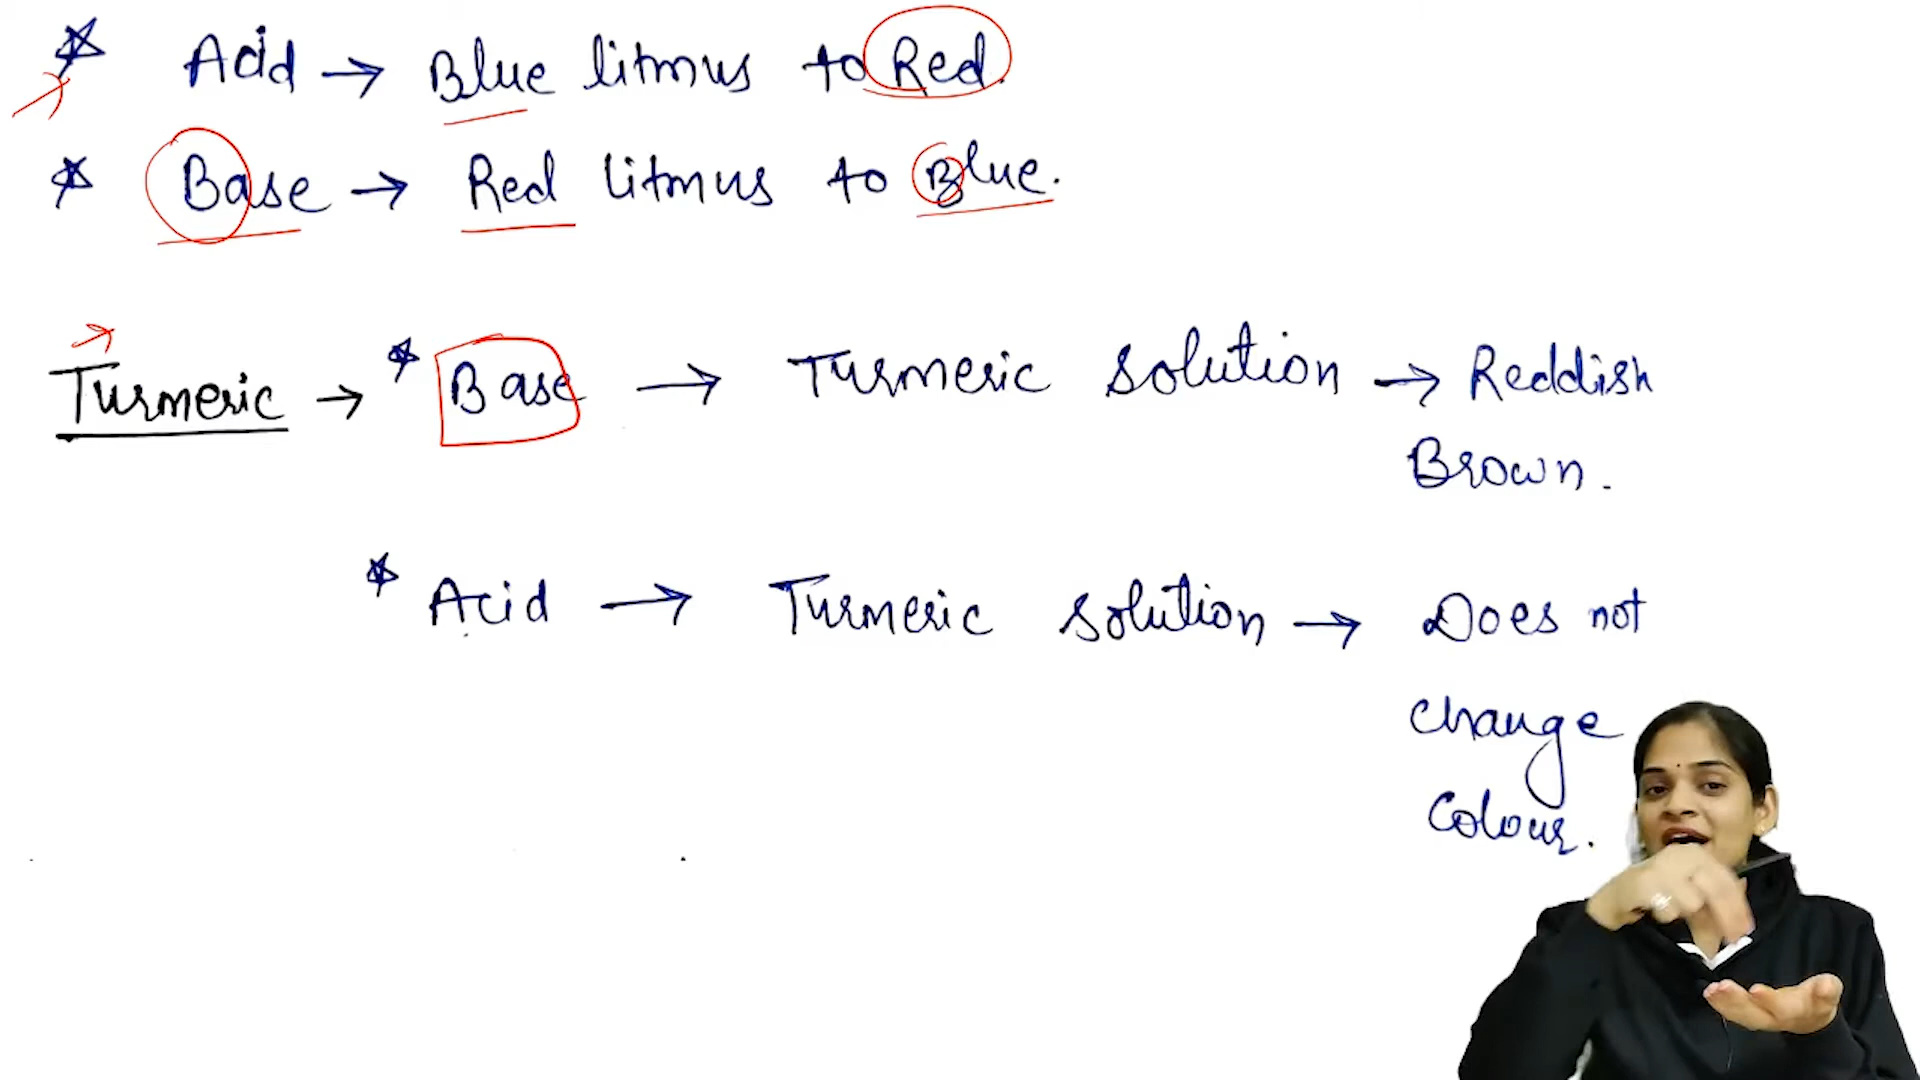 Acid → Blue litmus to Red.
Base → Red litmus to Blue.
Turmeric → * Base → Turmeric solution → Reddish
Brown.
* Acid → Turmeric solution → Does not
change
Colour.